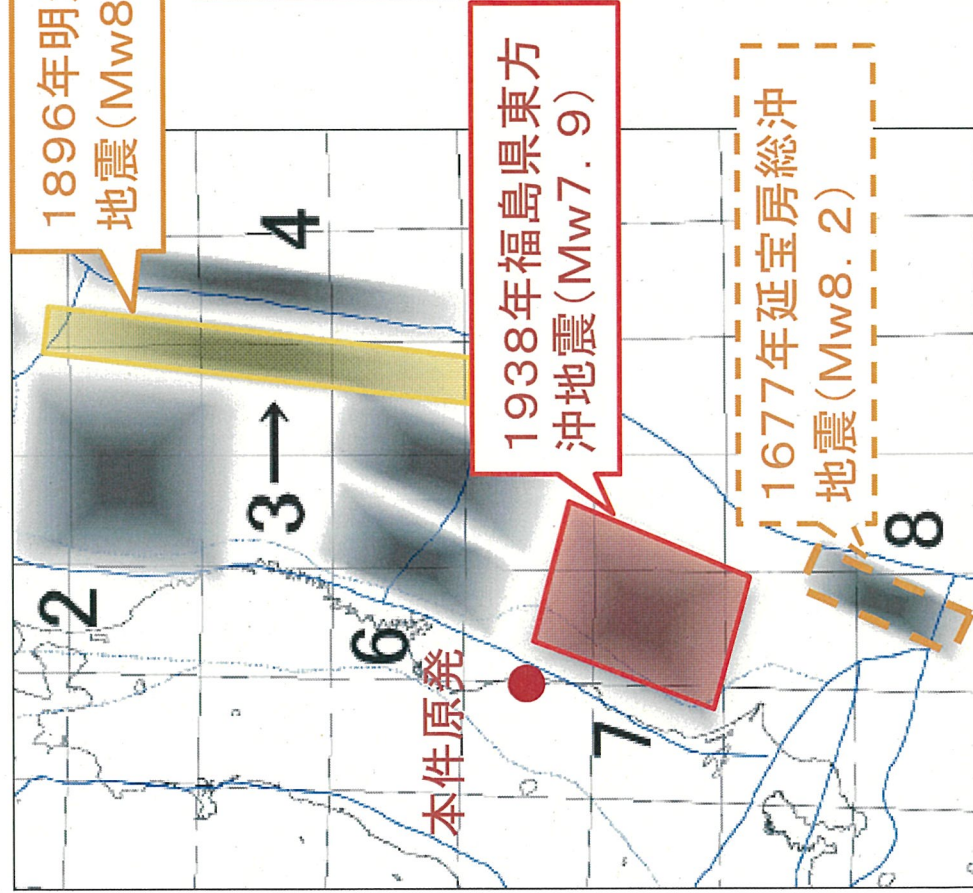 1896年明
地震(Mw8
2
4
3→
6
本件原発
1938年福島県東方
沖地震(Mw7.9)
7
1677年延宝房総沖
地震(Mw8.2)
8